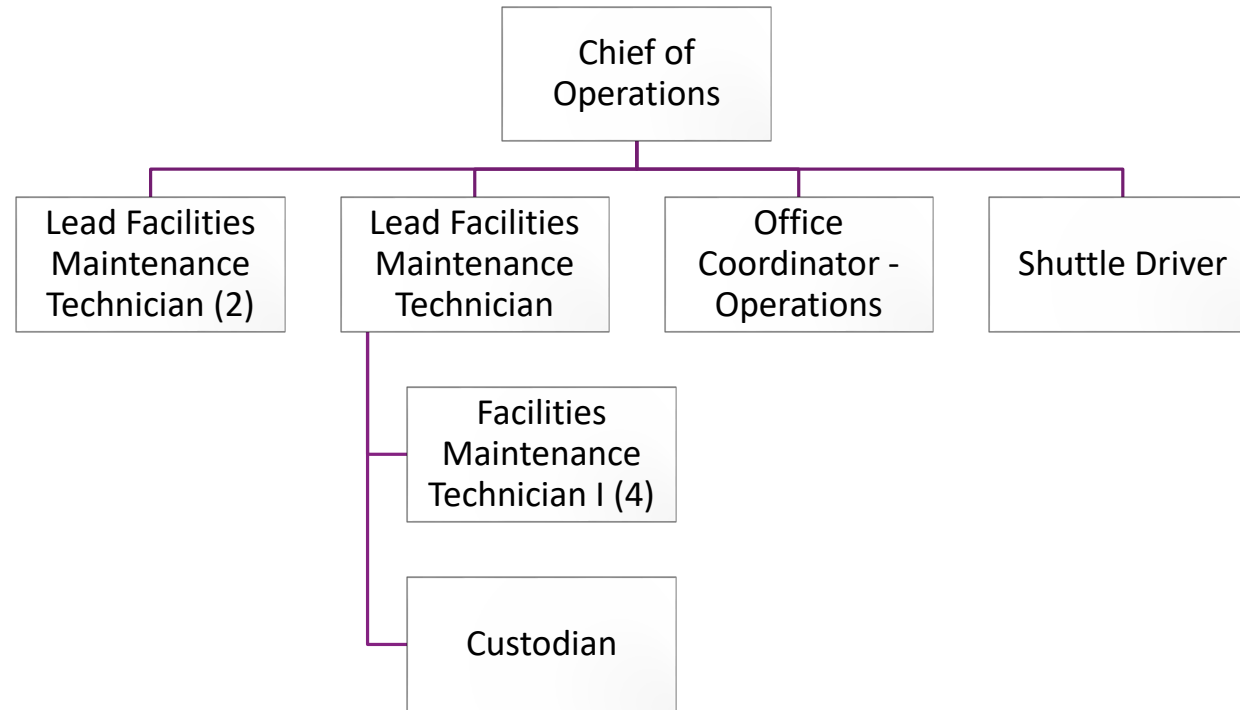 Chief of
Operations
Lead Facilities
Maintenance
Technician (2)
Lead Facilities
Maintenance
Technician
Office
Coordinator -
Operations
Shuttle Driver
Facilities
Maintenance
Technician I (4)
Custodian